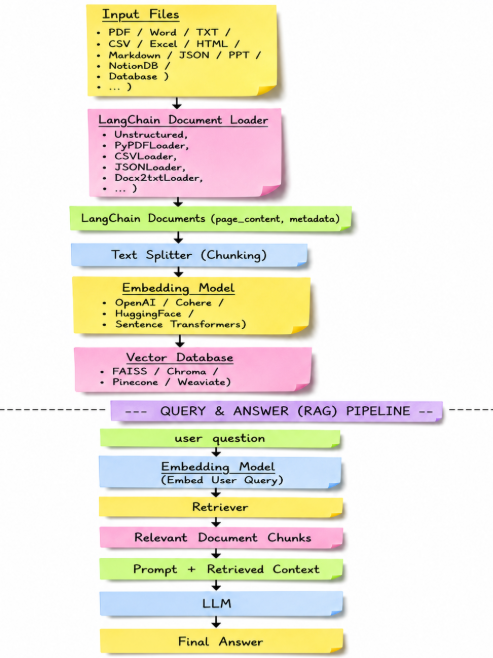 Input Files
• PDF / Word / TXT /
• CSV / Excel / HTML /
• Markdown / JSON / PPT /
• NotionDB /
• Database )
• ... )
LangChain Document Loader
• Unstructured,
• PyPDFLoader,
• CSVLoader,
• JSONLoader,
• Docx2txtLoader,
• ... )
LangChain Documents (page_content, metadata)
Text Splitter (Chunking)
Embedding Model
• OpenAI / Cohere /
• HuggingFace /
• Sentence Transformers)
Vector Database
• FAISS / Chroma /
• Pinecone / Weaviate)
--- QUERY & ANSWER (RAG) PIPELINE --
user question
Embedding Model
(Embed User Query)
Retriever
Relevant Document Chunks
Prompt + Retrieved Context
LLM
Final Answer